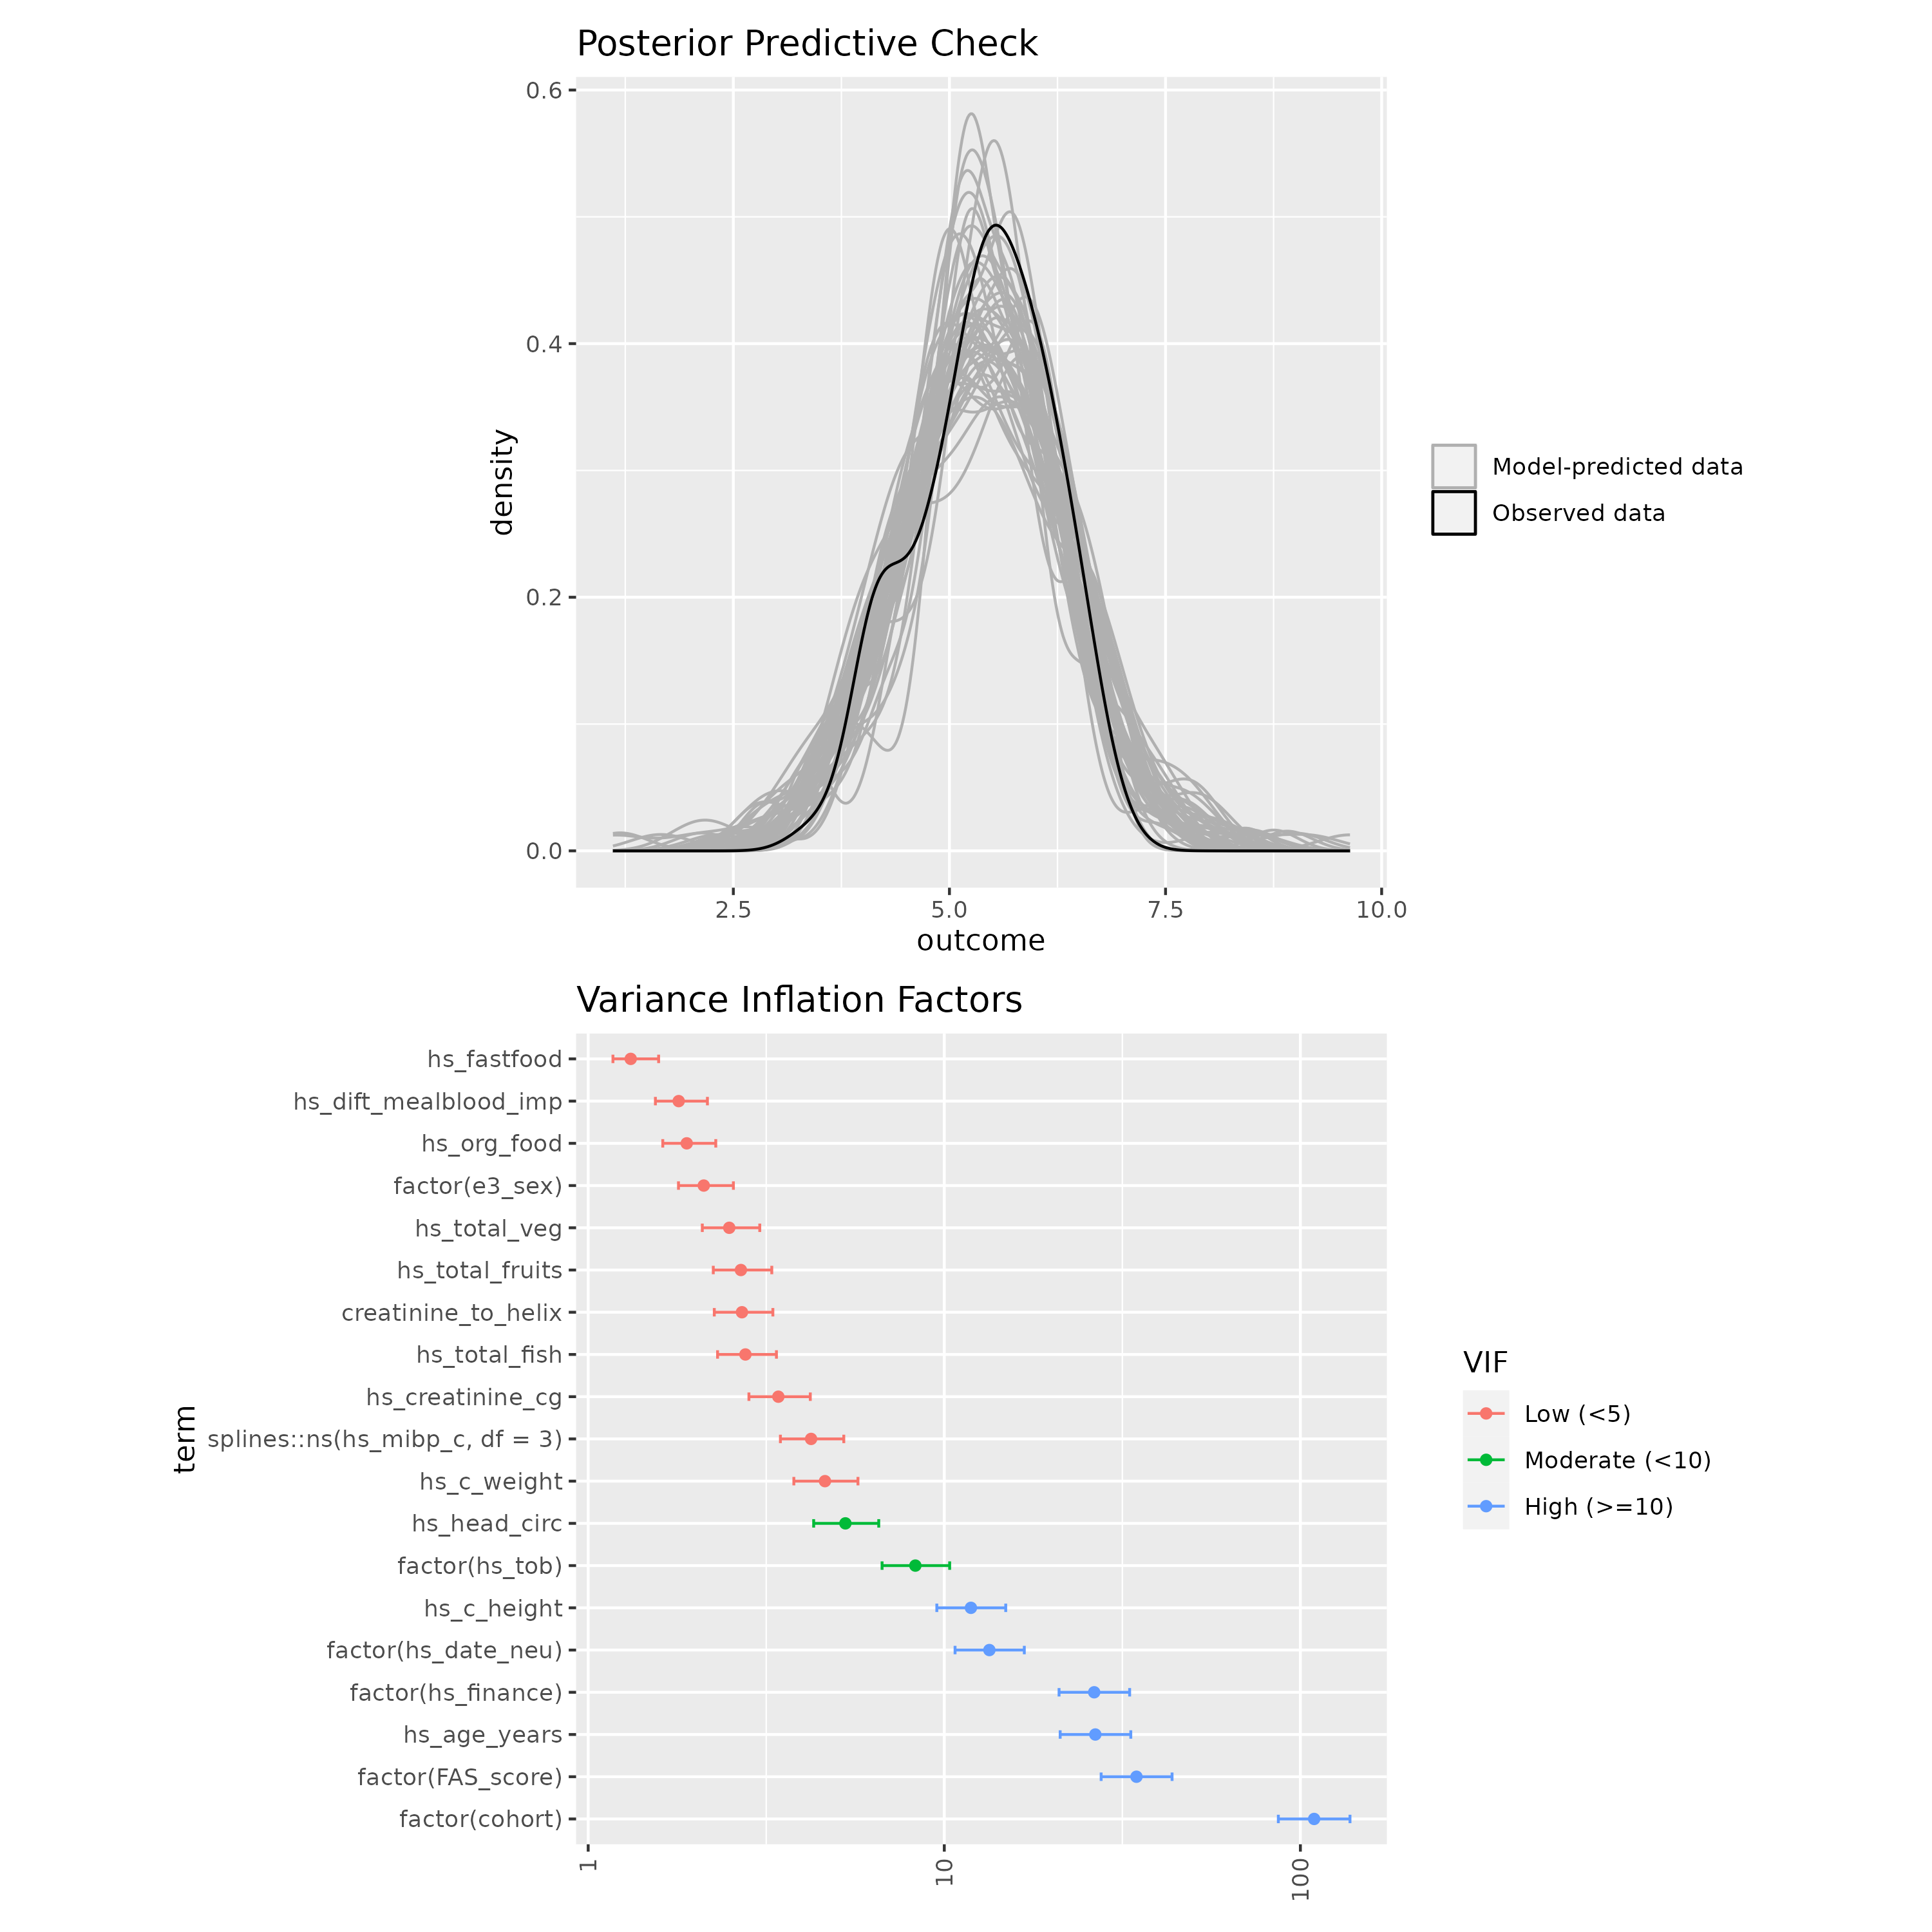 Posterior Predictive Check
0.6
0.4
0.2
0.0
density
2.5 5.0 7.5 10.0
outcome
Model-predicted data
Observed data
Variance Inflation Factors
hs_fastfood
hs_dift_mealblood_imp
hs_org_food
factor(e3_sex)
hs_total_veg
hs_total_fruits
creatinine_to_helix
hs_total_fish
hs_creatinine_cg
splines::ns(hs_mibp_c, df = 3)
hs_c_weight
hs_head_circ
factor(hs_tob)
hs_c_height
factor(hs_date_neu)
factor(hs_finance)
hs_age_years
factor(FAS_score)
factor(cohort)
term
1 10 100
VIF
Low (<5)
Moderate (<10)
High (>=10)